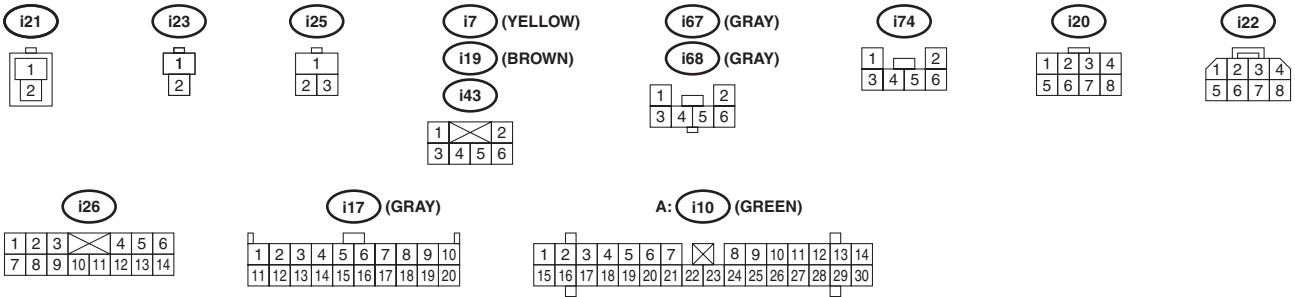 i21 i23 i25 i7 (YELLOW) i67 (GRAY) i74 i20 i22
i19 (BROWN) i68 (GRAY)
i43
1
2
1
2
1
2 3
1 2
3 4 5 6
1 2
3 4 5 6
1 2
3 4 5 6
1 2 3 4
5 6 7 8
1 2 3 4
5 6 7 8
i26 i17 (GRAY) A: i10 (GREEN)
1 2 3 4 5 6
7 8 9 10 11 12 13 14
1 2 3 4 5 6 7 8 9 10
11 12 13 14 15 16 17 18 19 20
1 2 3 4 5 6 7 8 9 10 11 12 13 14
15 16 17 18 19 20 21 22 23 24 25 26 27 28 29 30